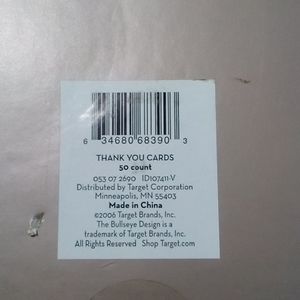 6 34680 68390 3
THANK YOU CARDS
50 count
053 07 2690 ID107411-V
Distributed by Target Corporation
Minneapolis, MN 55403
Made in China
©2006 Target Brands, Inc.
The Bullseye Design is a
trademark of Target Brands, Inc.
All Rights Reserved Shop Target.com